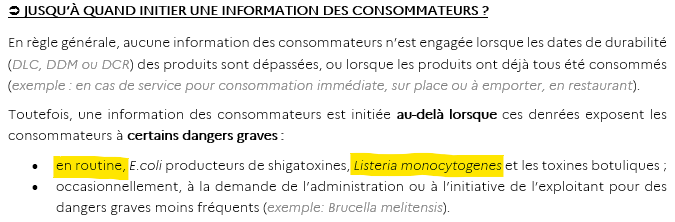 ➲ JUSQU'À QUAND INITIER UNE INFORMATION DES CONSOMMATEURS ?
En règle générale, aucune information des consommateurs n'est engagée lorsque les dates de durabilité
(DLC, DDM ou DCR) des produits sont dépassées, ou lorsque les produits ont déjà tous été consommés
(exemple : en cas de service pour consommation immédiate, sur place ou à emporter, en restaurant).
Toutefois, une information des consommateurs est initiée au-delà lorsque ces denrées exposent les
consommateurs à certains dangers graves :
• en routine, E.coli producteurs de shigatoxines, Listeria monocytogenes et les toxines botuliques ;
• occasionnellement, à la demande de l'administration ou à l'initiative de l'exploitant pour des
dangers graves moins fréquents (exemple: Brucella melitensis).